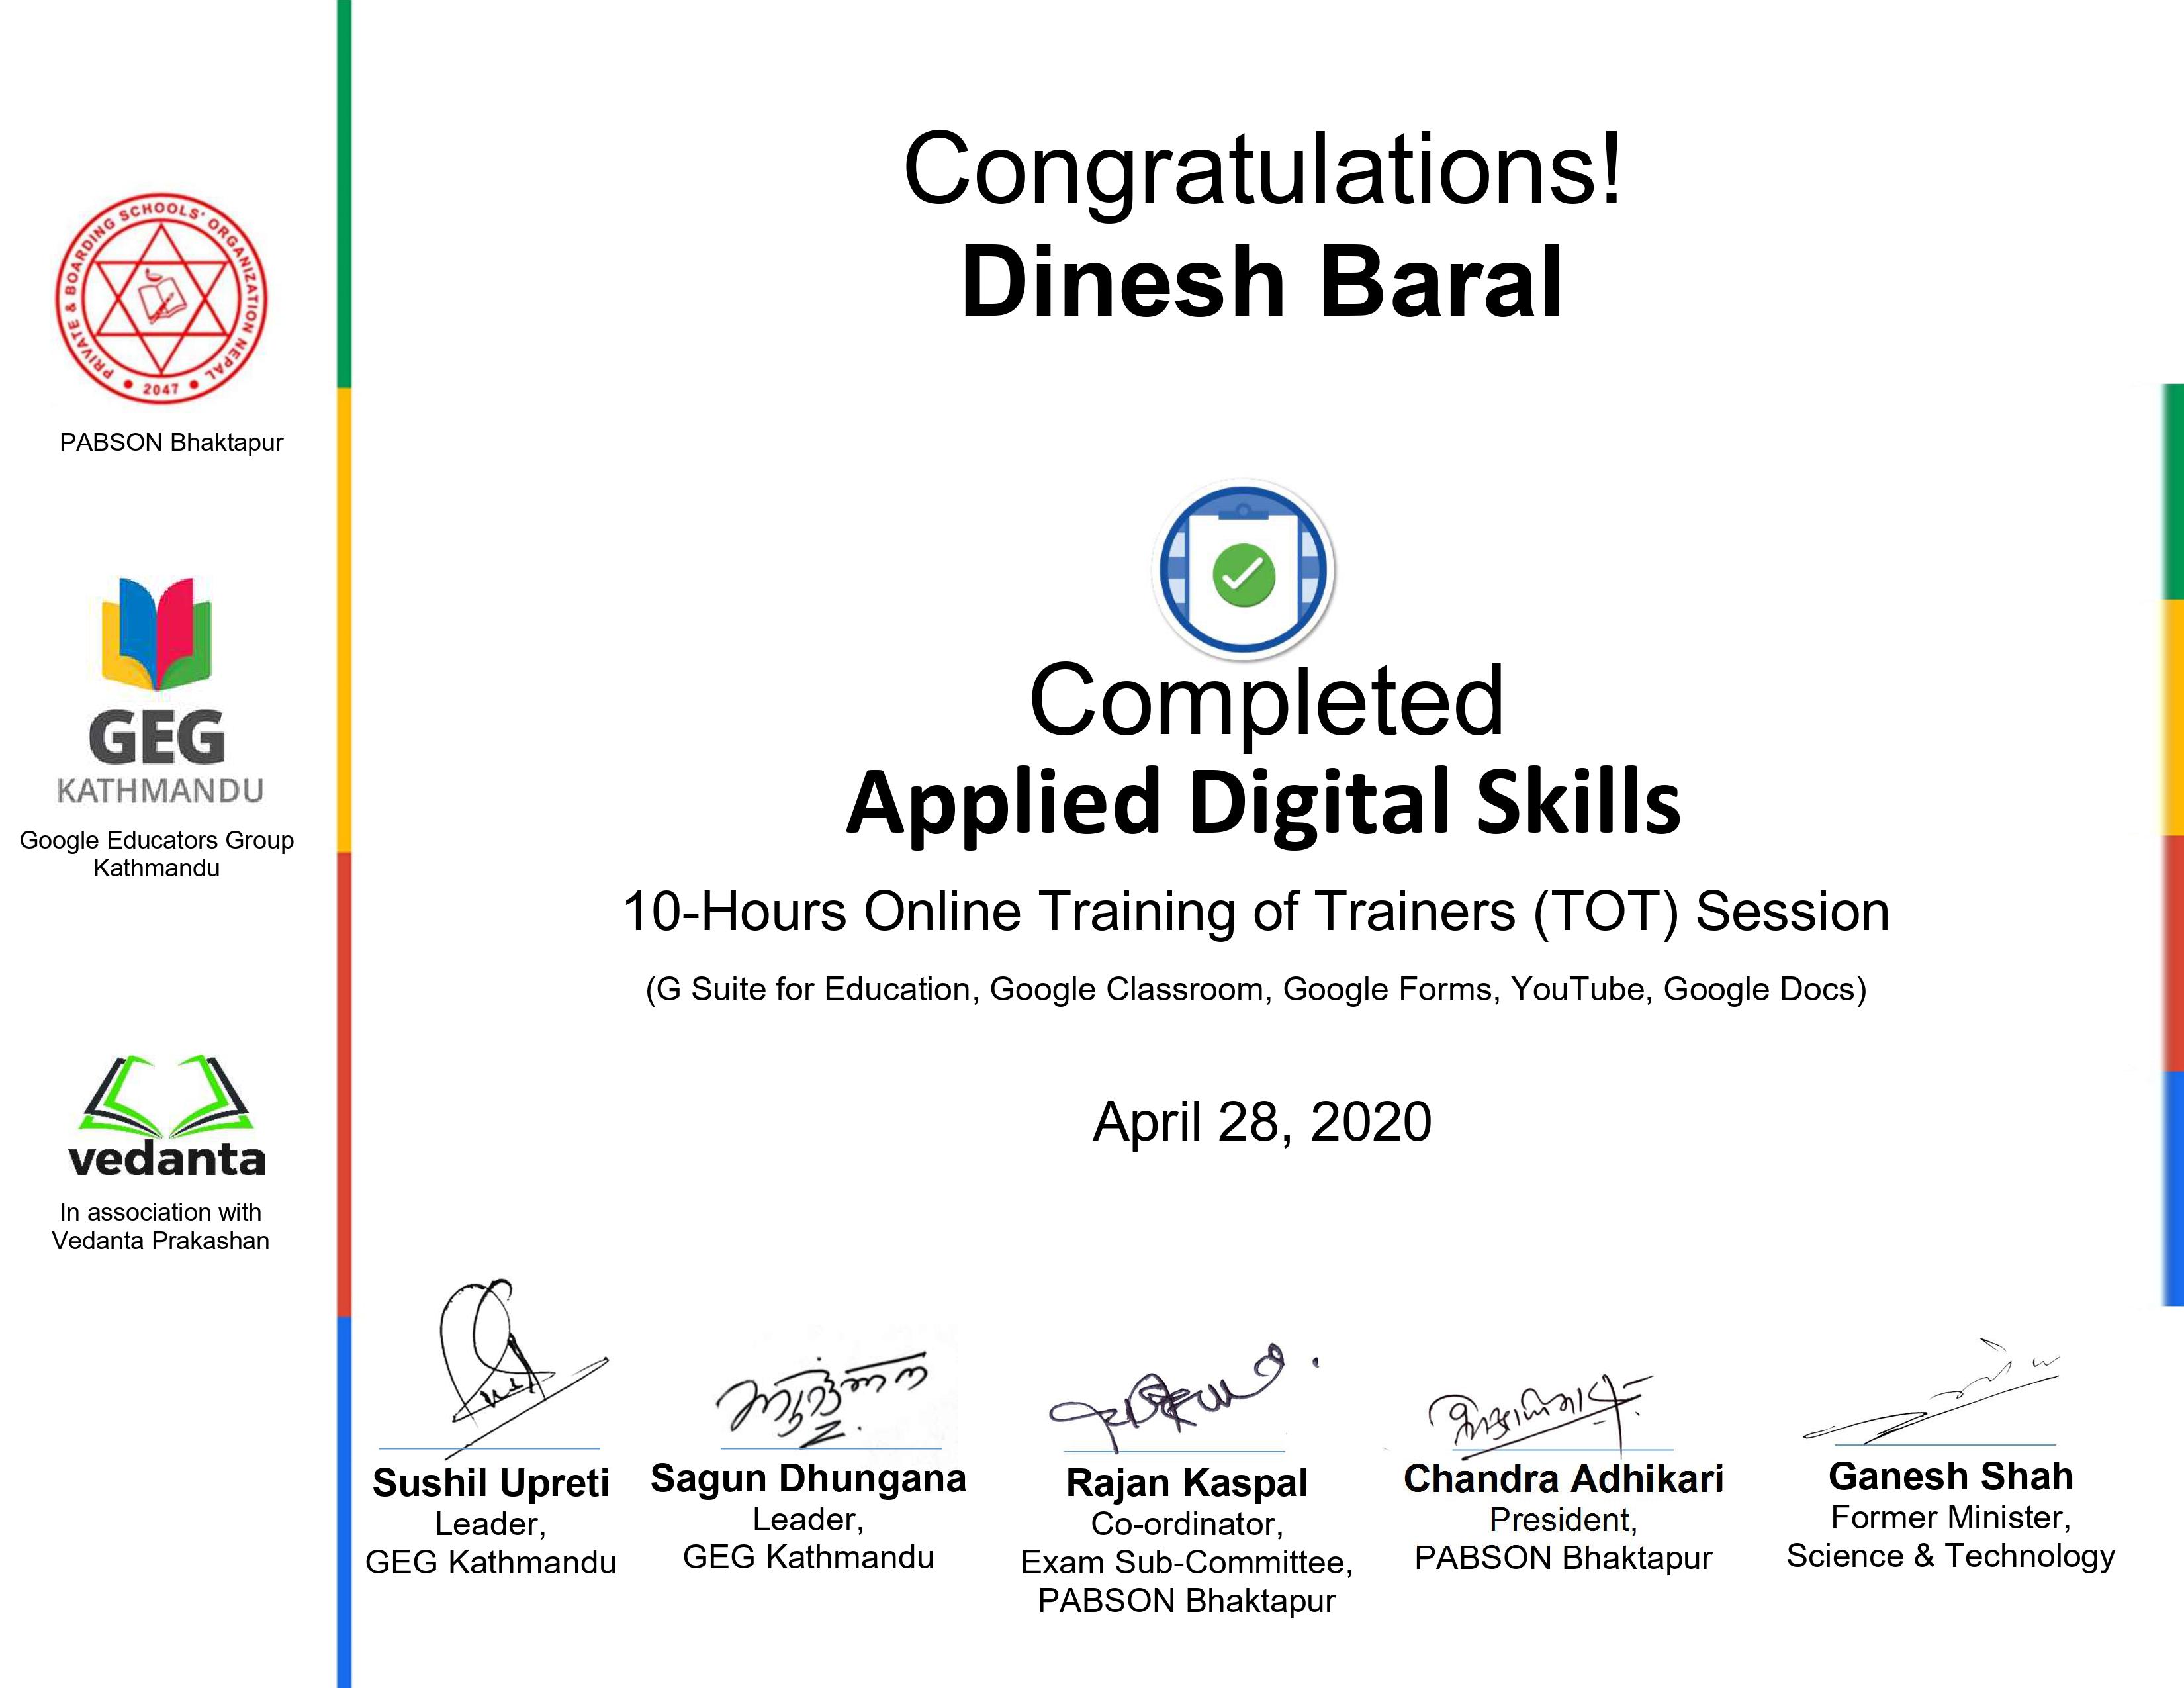 PRIVATE & BOARDING SCHOOLS' ORGANIZATION NEPAL
2047
PABSON Bhaktapur
GEG
KATHMANDU
Google Educators Group
Kathmandu
vedanta
In association with
Vedanta Prakashan
Congratulations!
Dinesh Baral
Completed
Applied Digital Skills
10-Hours Online Training of Trainers (TOT) Session
(G Suite for Education, Google Classroom, Google Forms, YouTube, Google Docs)
April 28, 2020
Sushil Upreti
Leader,
GEG Kathmandu
Sagun Dhungana
Leader,
GEG Kathmandu
Rajan Kaspal
Co-ordinator,
Exam Sub-Committee,
PABSON Bhaktapur
Chandra Adhikari
President,
PABSON Bhaktapur
Ganesh Shah
Former Minister,
Science & Technology